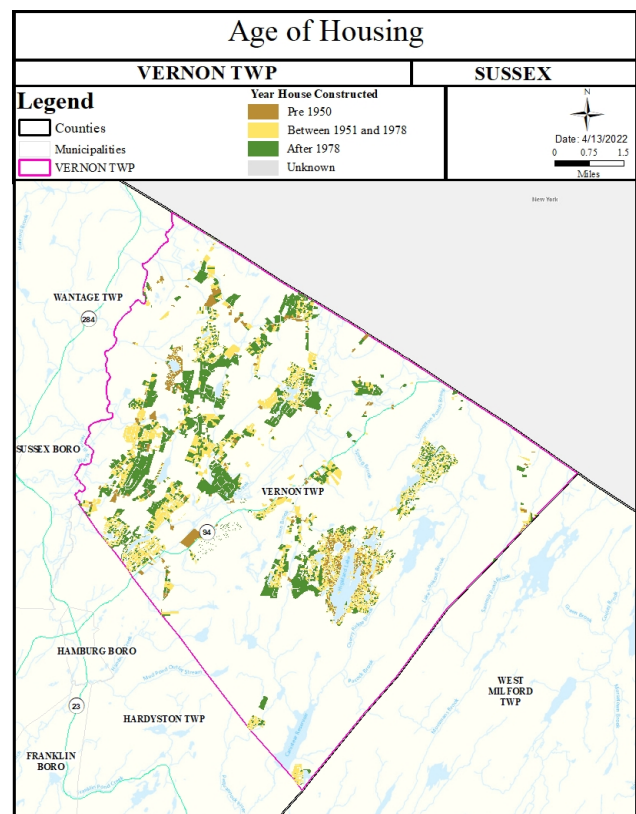 Age of Housing
VERNON TWP
SUSSEX
Legend
Counties
Municipalities
VERNON TWP
Year House Constructed
Pre 1950
Between 1951 and 1978
After 1978
Unknown
N
Date: 4/13/2022
0 0.75 1.5
Miles
New York
WANTAGE TWP
284
SUSSEX BORO
VERNON TWP
94
HAMBURG BORO
WEST
MILFORD
TWP
23
HARDYSTON TWP
FRANKLIN
BORO